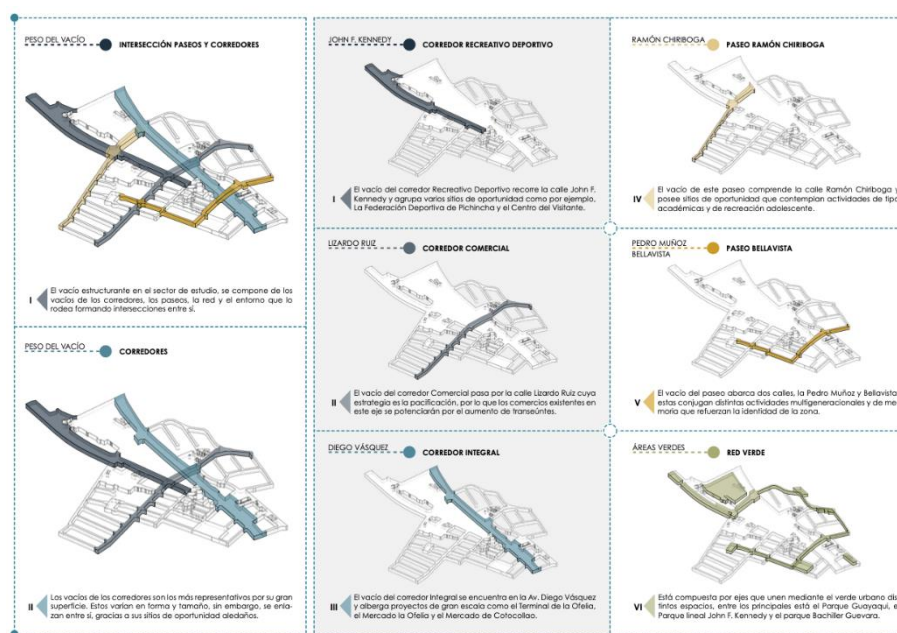 PESO DEL VACÍO
INTERSECCIÓN PASEOS Y CORREDORES
I
El vacío estructurante en el sector de estudio, se compone de los
vacíos de los corredores, los paseos, la red y el entorno que lo
rodea formando intersecciones entre sí.
PESO DEL VACÍO
CORREDORES
II
Los vacíos de los corredores son los más representativos por su gran
superficie. Estos varían en forma y tamaño, sin embargo, se enla-
zan entre sí, gracias a sus sitios de oportunidad aledaños.
JOHN F. KENNEDY
CORREDOR RECREATIVO DEPORTIVO
I
El vacío del corredor Recreativo Deportivo recorre la calle John F.
Kennedy y agrupa varios sitios de oportunidad como por ejemplo,
La Federación Deportiva de Pichincha y el Centro del Visitante.
LIZARDO RUIZ
CORREDOR COMERCIAL
II
El vacío del corredor Comercial pasa por la calle Lizardo Ruiz cuya
estrategia es la pacificación, por lo que los comercios existentes en
este eje se potenciarán por el aumento de transeúntes.
DIEGO VÁSQUEZ
CORREDOR INTEGRAL
III
El vacío del corredor Integral se encuentra en la Av. Diego Vásquez
y alberga proyectos de gran escala como el Terminal de la Ofelia,
el Mercado la Ofelia y el Mercado de Cotocollao.
RAMÓN CHIRIBOGA
PASEO RAMÓN CHIRIBOGA
IV
El vacío de este paseo comprende la calle Ramón Chiriboga y
posee sitios de oportunidad que contemplan actividades de tipo
académicas y de recreación adolescente.
PEDRO MUÑOZ
BELLAVISTA
PASEO BELLAVISTA
V
El vacío del paseo abarca dos calles, la Pedro Muñoz y Bellavista
estas conjugan distintas actividades multigeneracionales y de me-
moria que refuerzan la identidad de la zona.
ÁREAS VERDES
RED VERDE
VI
Está compuesta por ejes que unen mediante el verde urbano dis-
tintos espacios, entre los principales está el Parque Guayaqui, el
Parque lineal John F. Kennedy y el parque Bachiller Guevara.